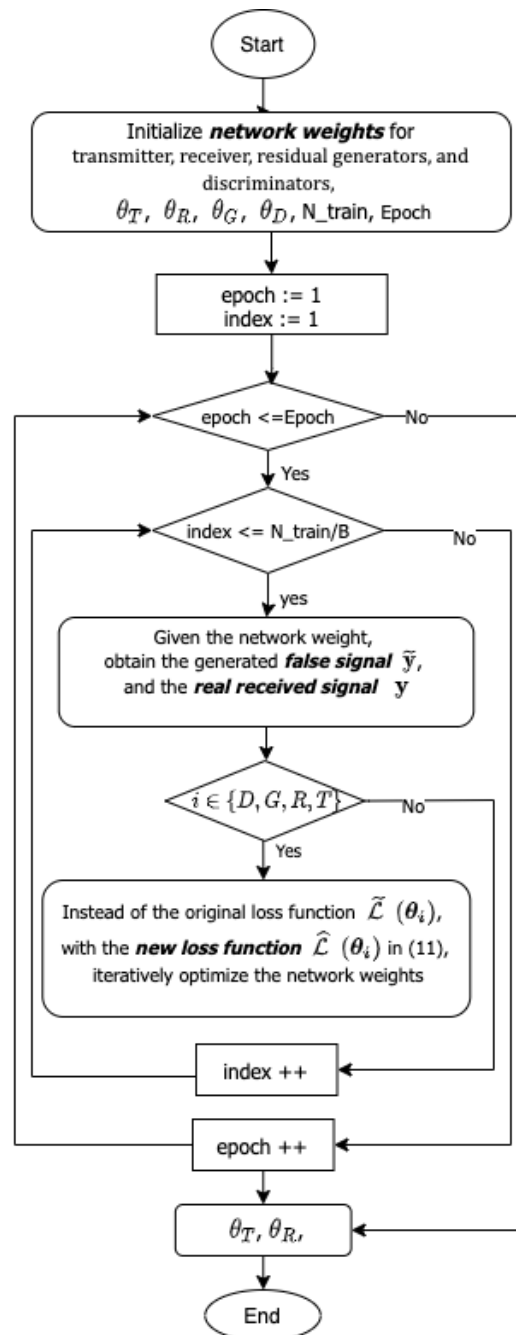 Start
Initialize network weights for
transmitter, receiver, residual generators, and
discriminators,
θ_T, θ_R, θ_G, θ_D, N_train, Epoch
epoch := 1
index := 1
epoch <=Epoch
No
Yes
index <= N_train/B
No
yes
Given the network weight,
obtain the generated false signal ỹ,
and the real received signal y
i ∈ {D, G, R, T}
No
Yes
Instead of the original loss function ℒ̃ (θ_i),
with the new loss function ℒ̂ (θ_i) in (11),
iteratively optimize the network weights
index ++
epoch ++
θ_T, θ_R,
End